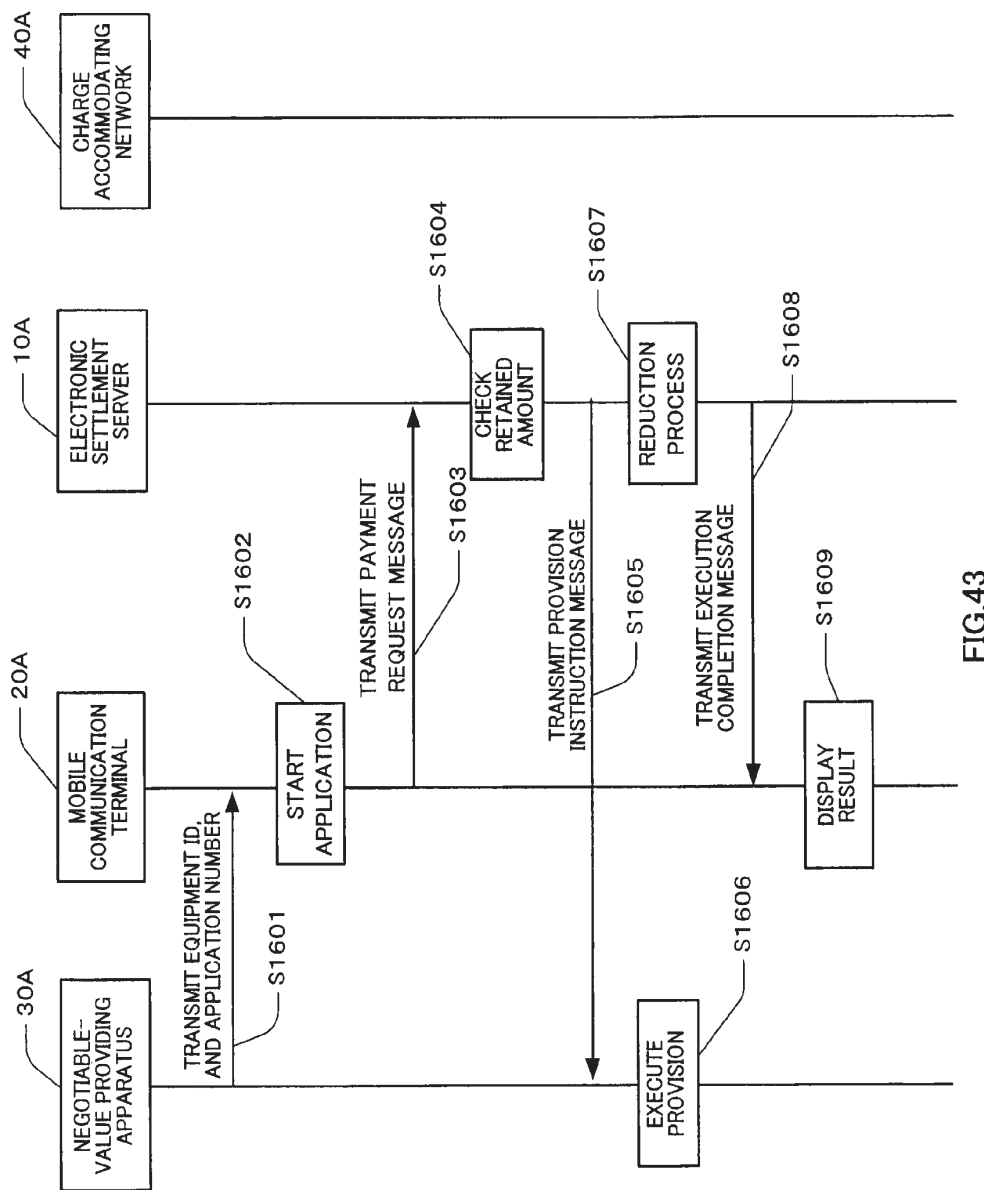 30A
NEGOTIABLE-
VALUE PROVIDING
APPARATUS
20A
MOBILE
COMMUNICATION
TERMINAL
10A
ELECTRONIC
SETTLEMENT
SERVER
40A
CHARGE
ACCOMMODATING
NETWORK
TRANSMIT EQUIPMENT ID,
AND APPLICATION NUMBER
S1601
START
APPLICATION
S1602
TRANSMIT PAYMENT
REQUEST MESSAGE
S1603
CHECK
RETAINED
AMOUNT
S1604
TRANSMIT PROVISION
INSTRUCTION MESSAGE
S1605
EXECUTE
PROVISION
S1606
REDUCTION
PROCESS
S1607
TRANSMIT EXECUTION
COMPLETION MESSAGE
S1608
DISPLAY
RESULT
S1609
FIG.43